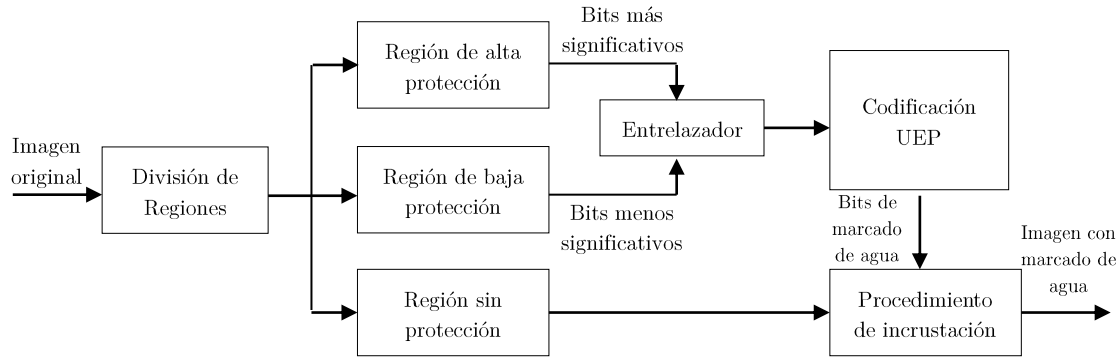 Imagen
original
División de
Regiones
Región de alta
protección
Bits más
significativos
Región de baja
protección
Bits menos
significativos
Región sin
protección
Entrelazador
Codificación
UEP
Bits de
marcado
de agua
Procedimiento
de incrustación
Imagen con
marcado de
agua